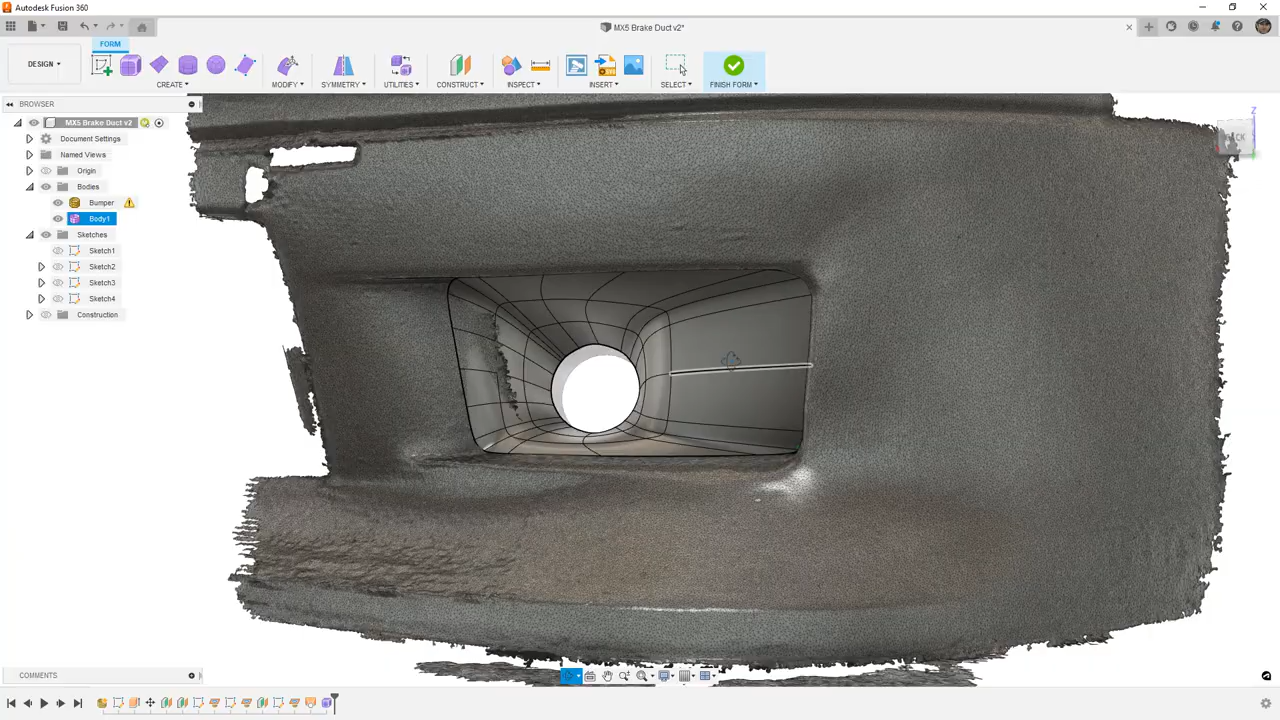 Autodesk Fusion 360
MX5 Brake Duct v2*
DESIGN
FORM
CREATE
MODIFY
SYMMETRY
UTILITIES
CONSTRUCT
INSPECT
INSERT
SELECT
FINISH FORM
BROWSER
MX5 Brake Duct v2
Document Settings
Named Views
Origin
Bodies
Bumper
Body1
Sketches
Sketch1
Sketch2
Sketch3
Sketch4
Construction
COMMENTS
Z